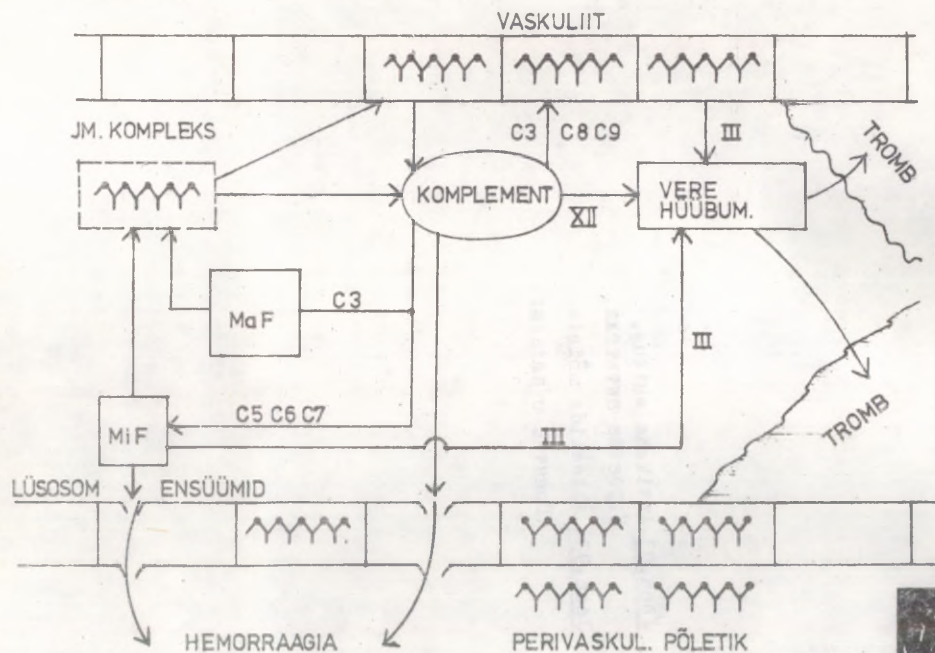 VASKULIIT
JM. KOMPLEKS
C3 C8 C9
III
TROMB
KOMPLEMENT
VERE
HÜÜBUM.
XII
MaF
C3
III
C5 C6 C7
MiF
III
TROMB
LÜSOSOM ENSÜÜMID
HEMORRAAGIA
PERIVASKUL. PÕLETIK